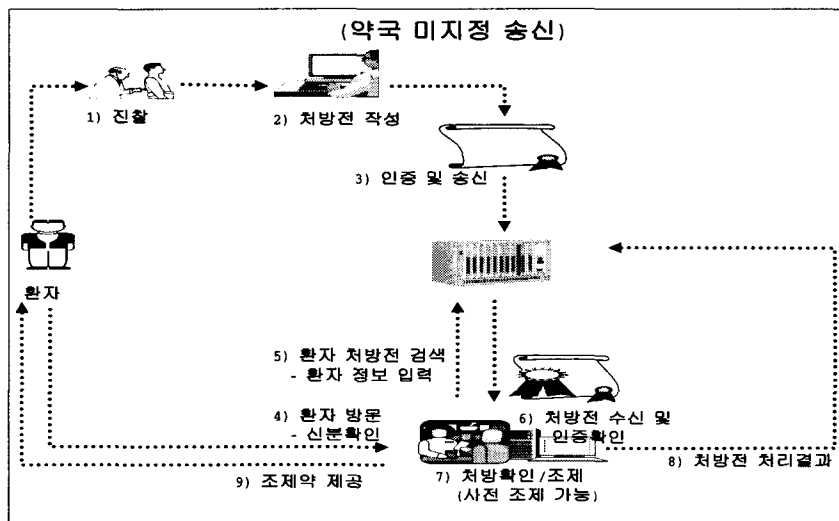 (약국 미지정 송신)
1) 진찰
2) 처방전 작성
3) 인증 및 송신
환자
5) 환자 처방전 검색
- 환자 정보 입력
4) 환자 방문
- 신분확인
6) 처방전 수신 및
인증확인
7) 처방확인/조제
(사전 조제 가능)
8) 처방전 처리결과
9) 조제약 제공